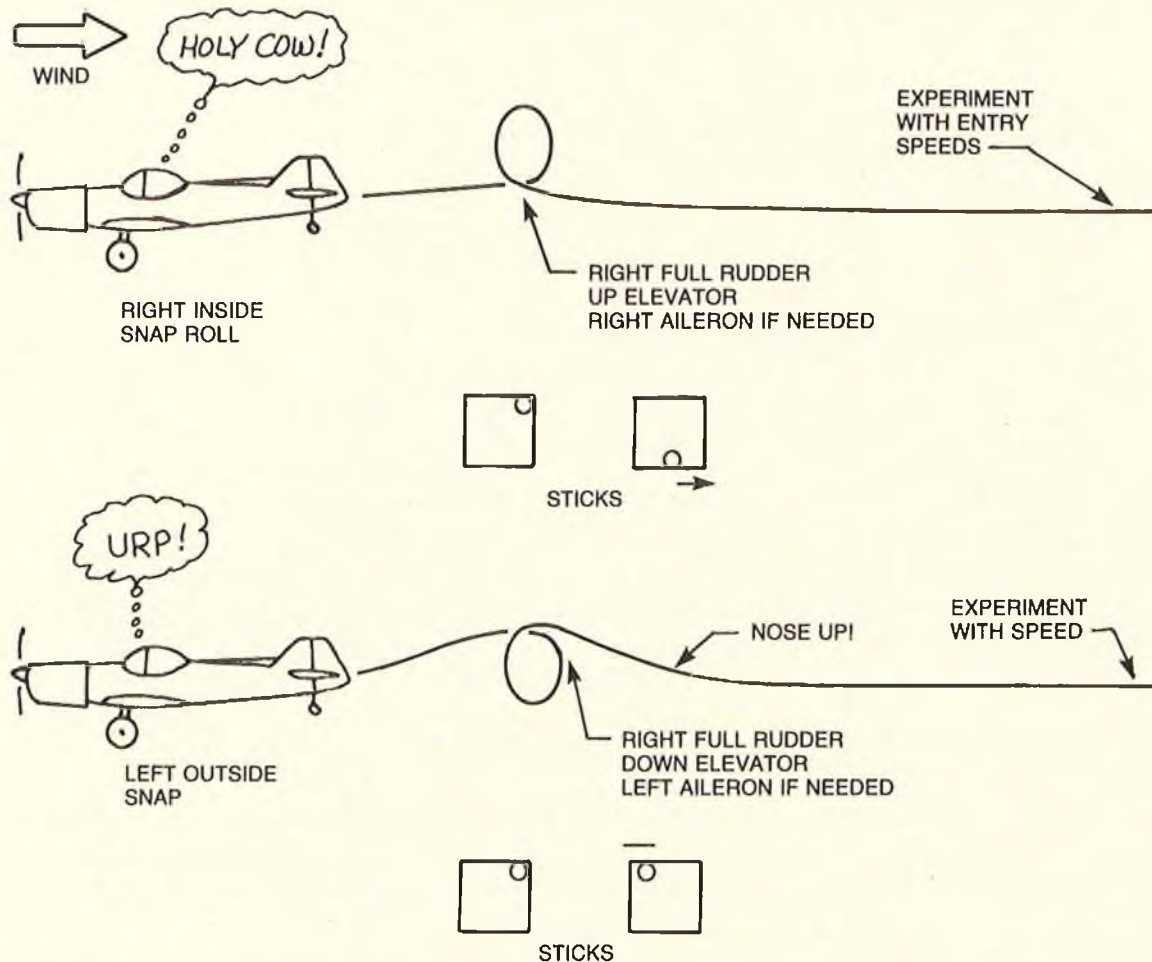 WIND
HOLY COW!
EXPERIMENT
WITH ENTRY
SPEEDS
RIGHT FULL RUDDER
UP ELEVATOR
RIGHT AILERON IF NEEDED
RIGHT INSIDE
SNAP ROLL
STICKS
URP!
NOSE UP!
EXPERIMENT
WITH SPEED
RIGHT FULL RUDDER
DOWN ELEVATOR
LEFT AILERON IF NEEDED
LEFT OUTSIDE
SNAP
STICKS